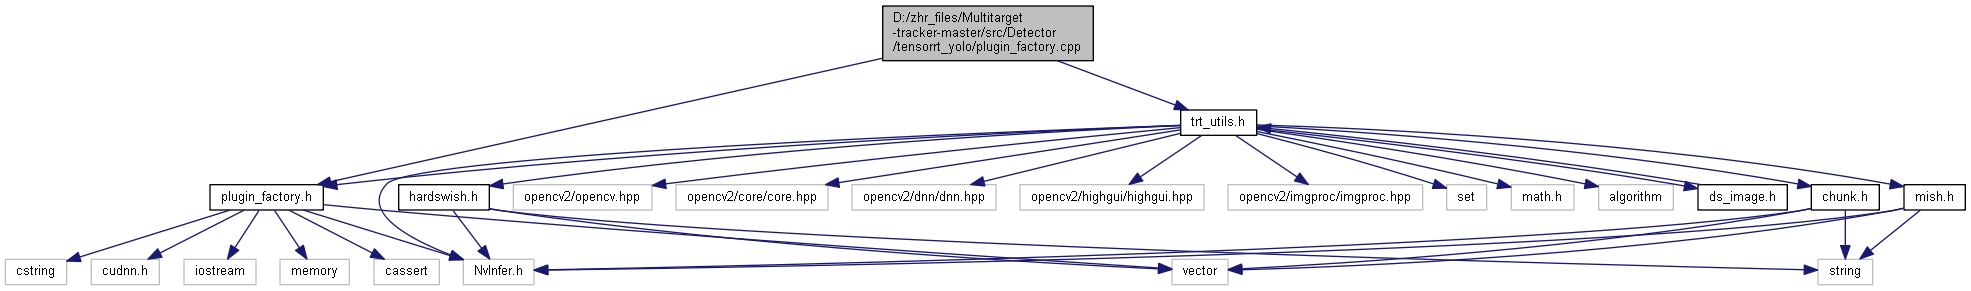 D:/zhr_files/Multitarget
-tracker-master/src/Detector
/tensorrt_yolo/plugin_factory.cpp
trt_utils.h
plugin_factory.h
hardswish.h
opencv2/opencv.hpp
opencv2/core/core.hpp
opencv2/dnn/dnn.hpp
opencv2/highgui/highgui.hpp
opencv2/imgproc/imgproc.hpp
set
math.h
algorithm
ds_image.h
chunk.h
mish.h
cstring
cudnn.h
iostream
memory
cassert
NvInfer.h
vector
string